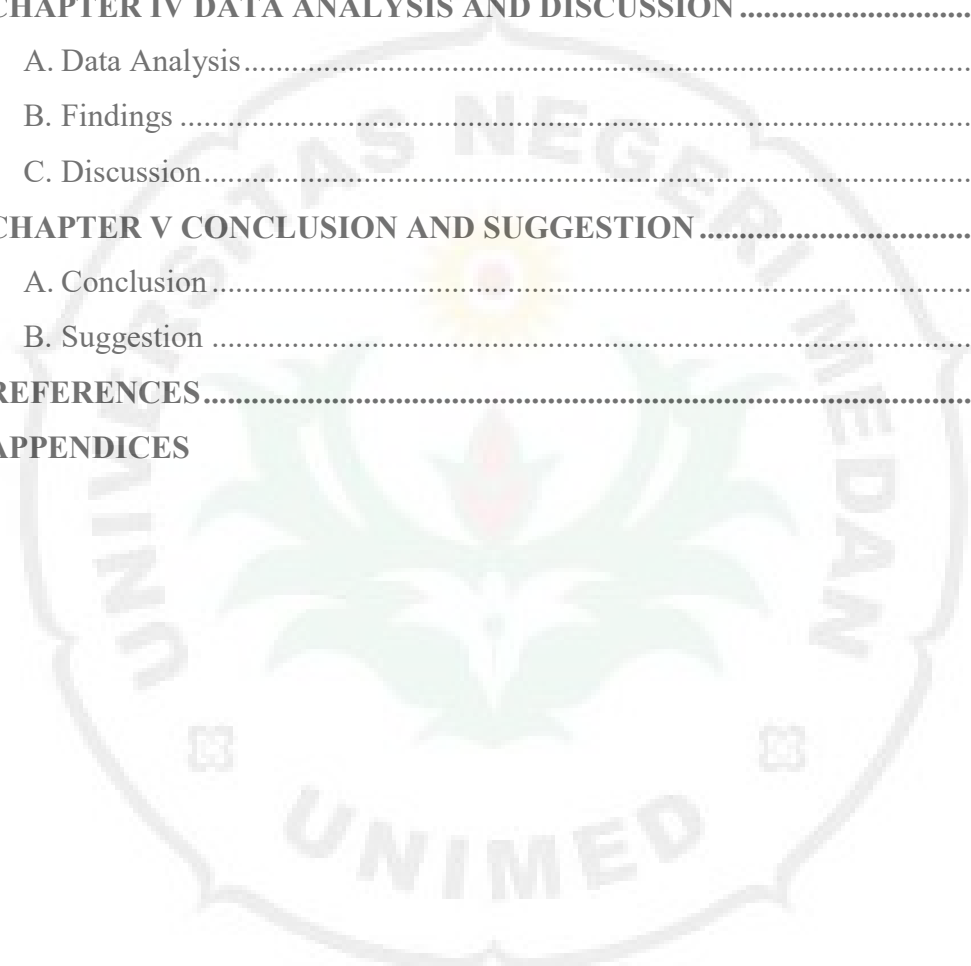 CHAPTER IV DATA ANALYSIS AND DISCUSSION ..............................
A. Data Analysis ............................................................................................
B. Findings ....................................................................................................
C. Discussion .................................................................................................
CHAPTER V CONCLUSION AND SUGGESTION ...................................
A. Conclusion ................................................................................................
B. Suggestion ................................................................................................
REFERENCES .................................................................................................
APPENDICES
UNIVERSITAS NEGERI MEDAN
UNIMED